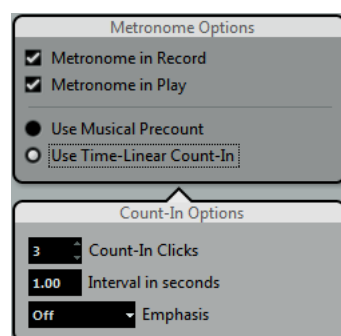 Metronome Options
Metronome in Record
Metronome in Play
Use Musical Precount
Use Time-Linear Count-In
Count-In Options
3 Count-In Clicks
1.00 Interval in seconds
Off Emphasis